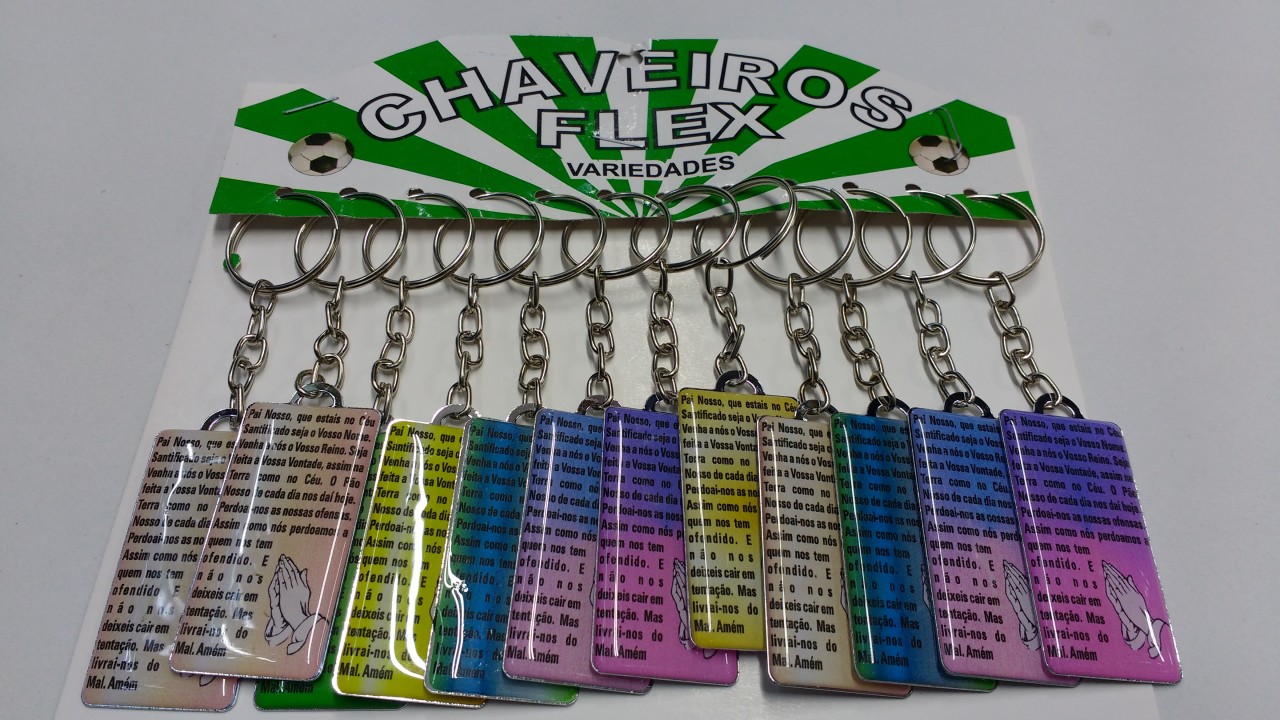 CHAVEIROS
FLEX
VARIEDADES
Pai Nosso, que estais no Céu
Santificado seja o Vosso Nome.
Venha a nós o Vosso Reino. Seja
feita a Vossa Vontade, assim na
Terra como no Céu. O Pão
Nosso de cada dia nos daí hoje.
Perdoai-nos as nossas ofensas.
Assim como nós perdoamos a
quem nos tem
ofendido. E
não nos
deixeis cair em
tentação. Mas
livrai-nos do
Mal. Amém